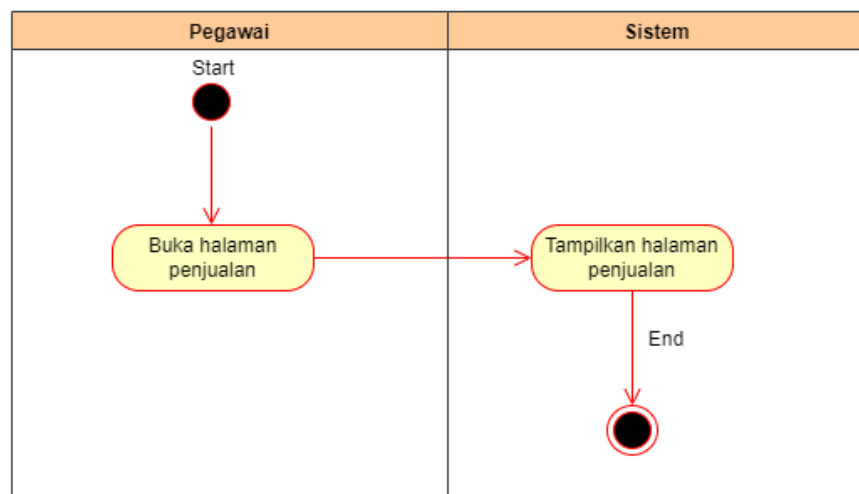 Pegawai
Sistem
Start
Buka halaman
penjualan
Tampilkan halaman
penjualan
End